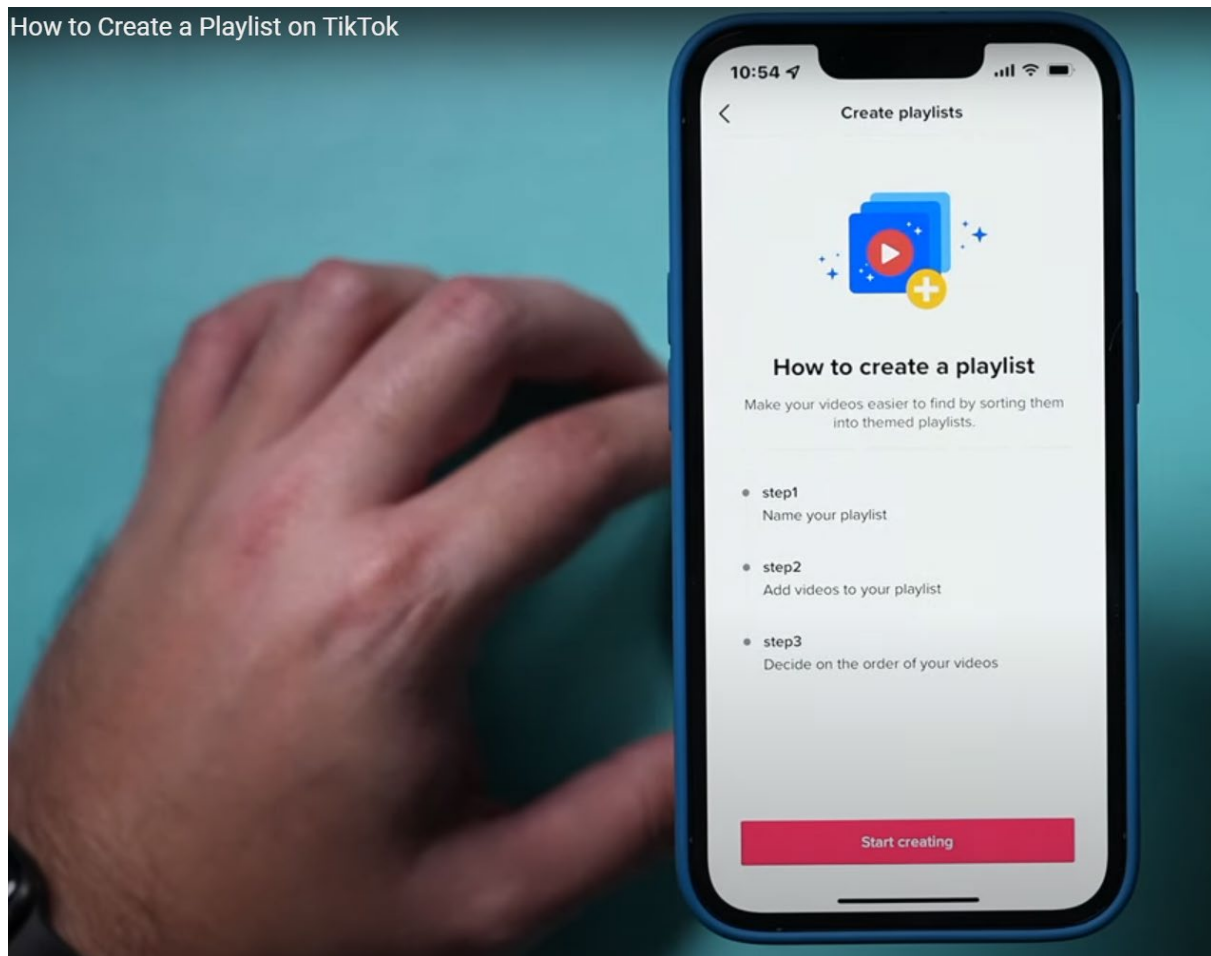 How to Create a Playlist on TikTok
10:54
Create playlists
How to create a playlist
Make your videos easier to find by sorting them
into themed playlists.
step1
Name your playlist
step2
Add videos to your playlist
step3
Decide on the order of your videos
Start creating